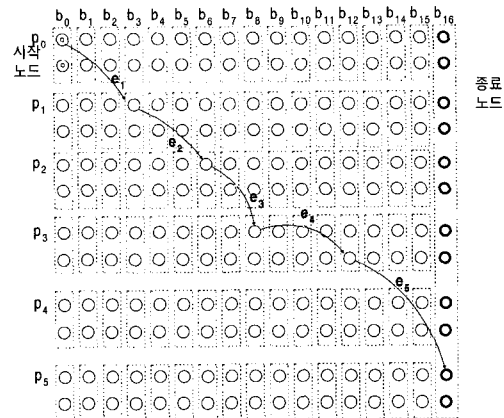 b₀ b₁ b₂ b₃ b₄ b₅ b₆ b₇ b₈ b₉ b₁₀ b₁₁ b₁₂ b₁₃ b₁₄ b₁₅ b₁₆
p₀
시작
노드
종료
노드
e₁
p₁
e₂
p₂
e₃
e₄
p₃
e₅
p₄
p₅